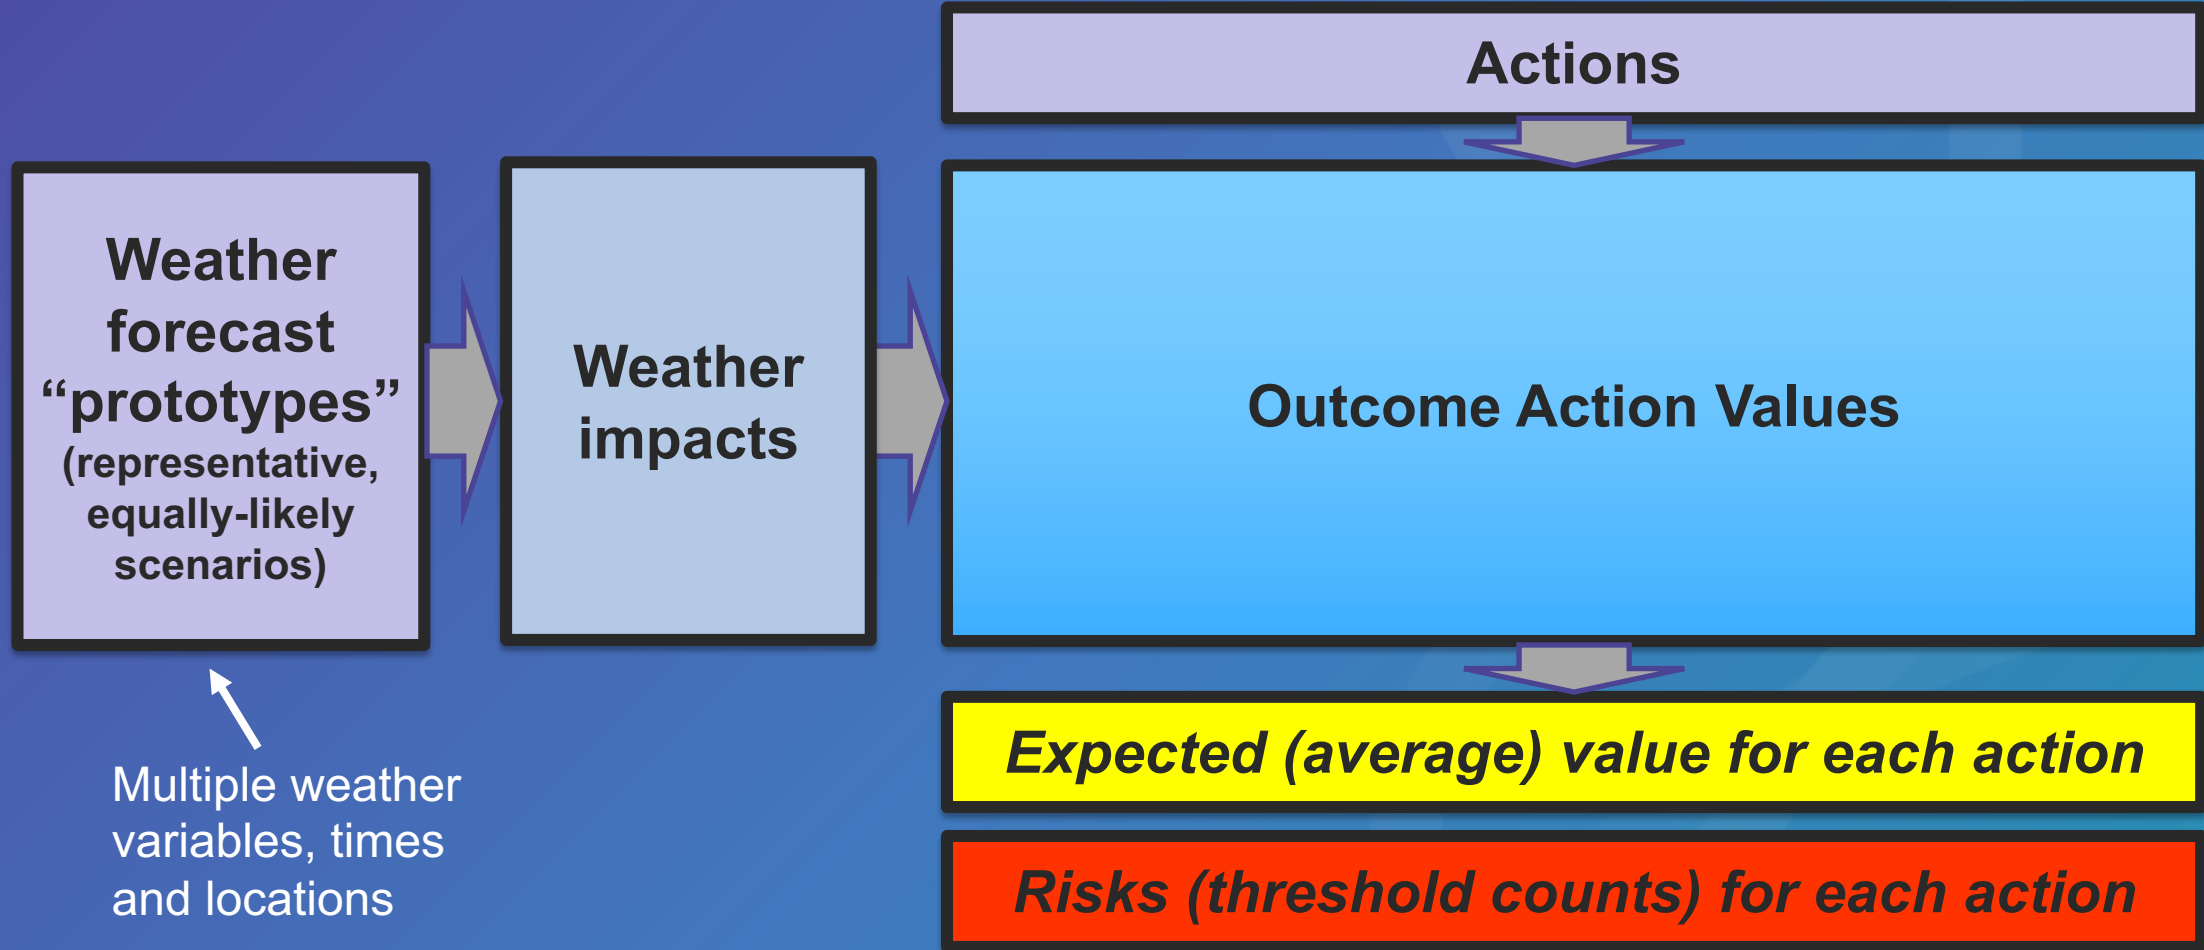 Actions
Weather
forecast
“prototypes”
(representative,
equally-likely
scenarios)
Weather
impacts
Outcome Action Values
Expected (average) value for each action
Risks (threshold counts) for each action
Multiple weather
variables, times
and locations